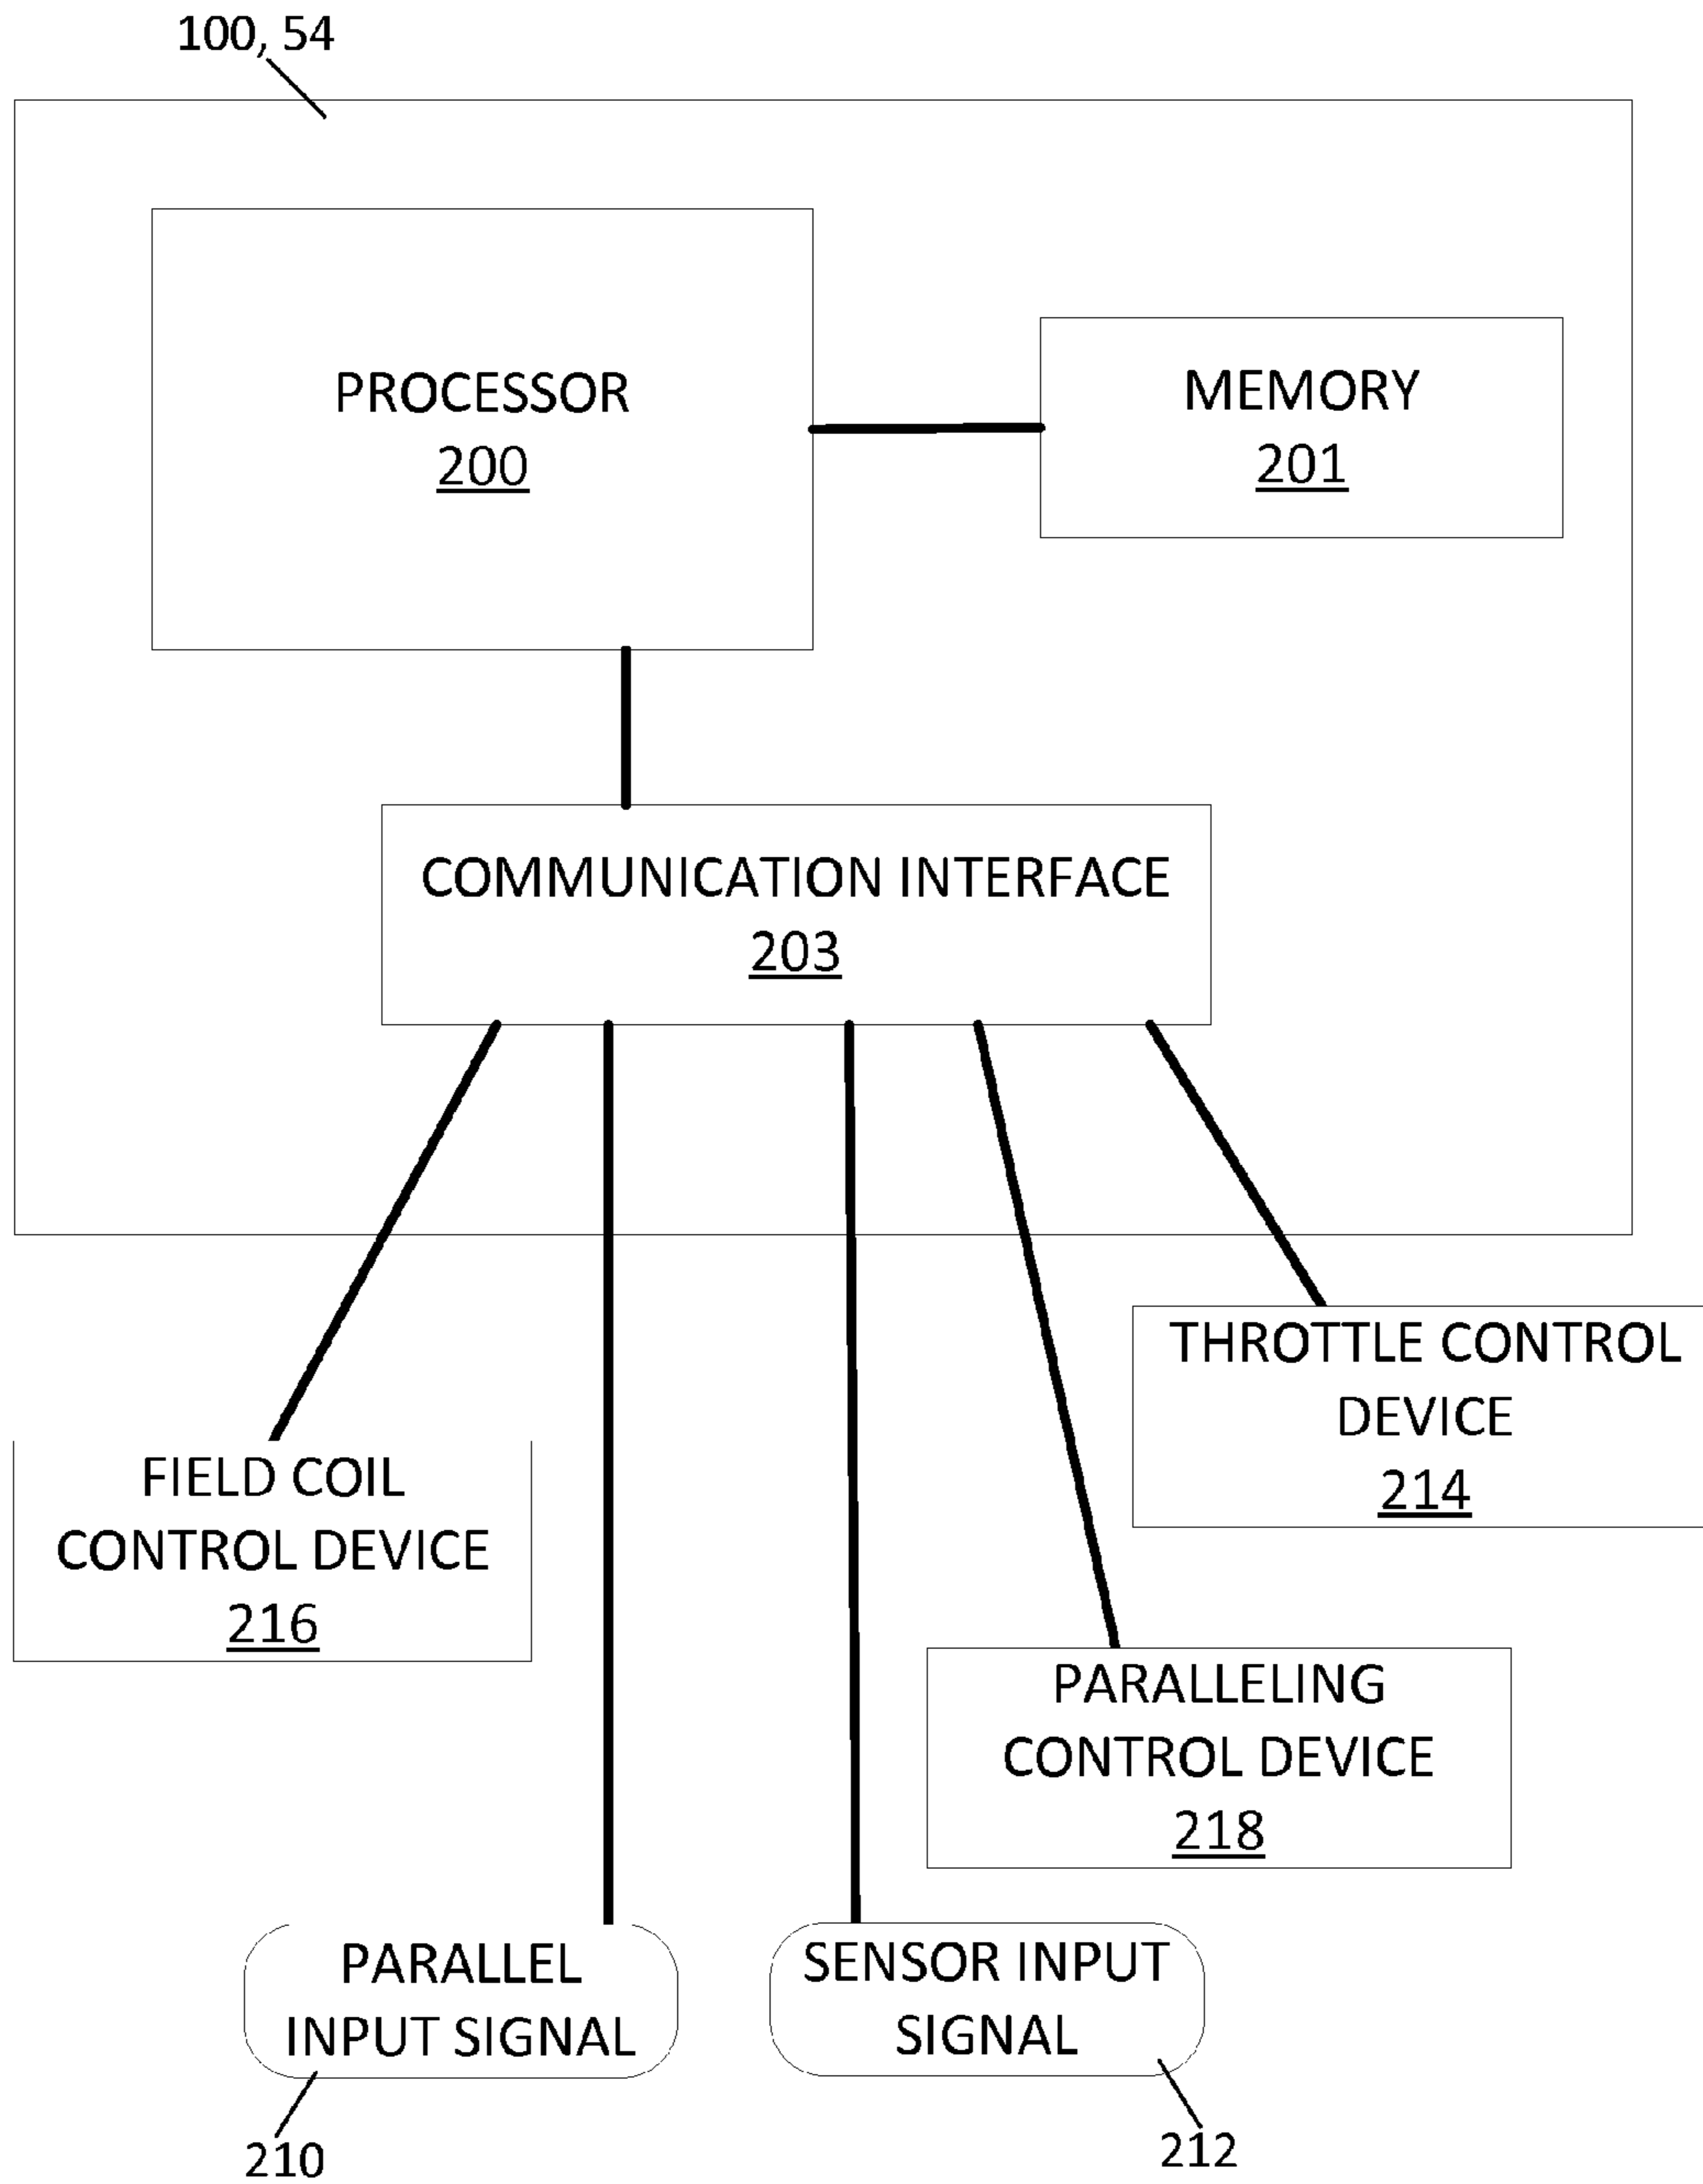 100, 54
PROCESSOR
200
MEMORY
201
COMMUNICATION INTERFACE
203
THROTTLE CONTROL
DEVICE
214
FIELD COIL
CONTROL DEVICE
216
PARALLELING
CONTROL DEVICE
218
PARALLEL
INPUT SIGNAL
210
SENSOR INPUT
SIGNAL
212